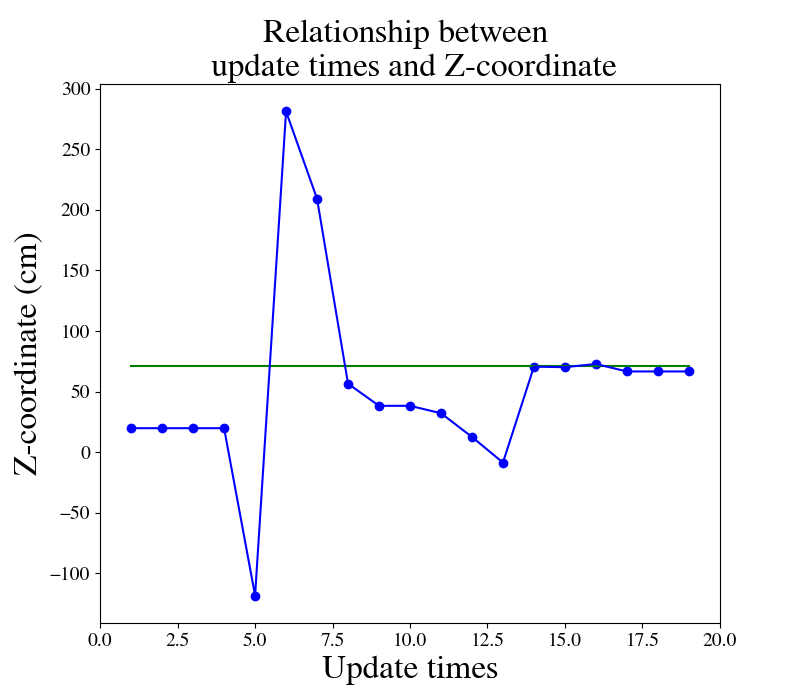 Relationship between
update times and Z-coordinate
300
250
200
150
100
50
0
−50
−100
Z-coordinate (cm)
0.0 2.5 5.0 7.5 10.0 12.5 15.0 17.5 20.0
Update times